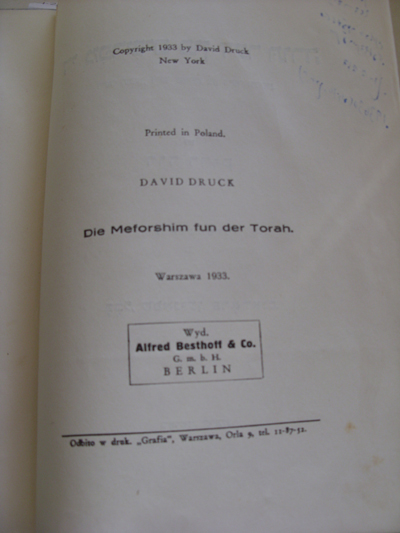 Copyright 1933 by David Druck
New York
Printed in Poland.
DAVID DRUCK
Die Meforshim fun der Torah.
Warszawa 1933.
Wyd.
Alfred Besthoff & Co.
G. m. b. H.
BERLIN
Odbito w druk. „Grafia”, Warszawa, Orla 9, tel. 11-87-52.